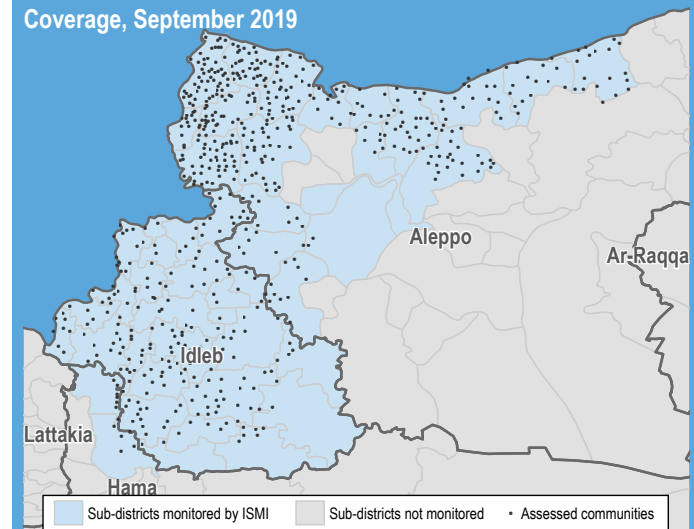 Coverage, September 2019
Aleppo
Ar-Raqqa
Idleb
Lattakia
Hama
Sub-districts monitored by ISMI
Sub-districts not monitored
Assessed communities